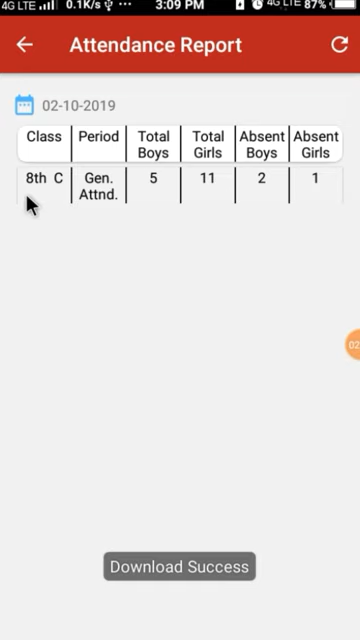 4G LTE 0.1K/s ... 3:09 PM 4G LTE 87%
Attendance Report
02-10-2019
Class Period Total Boys Total Girls Absent Boys Absent Girls
8th C Gen. Attnd. 5 11 2 1
02
Download Success